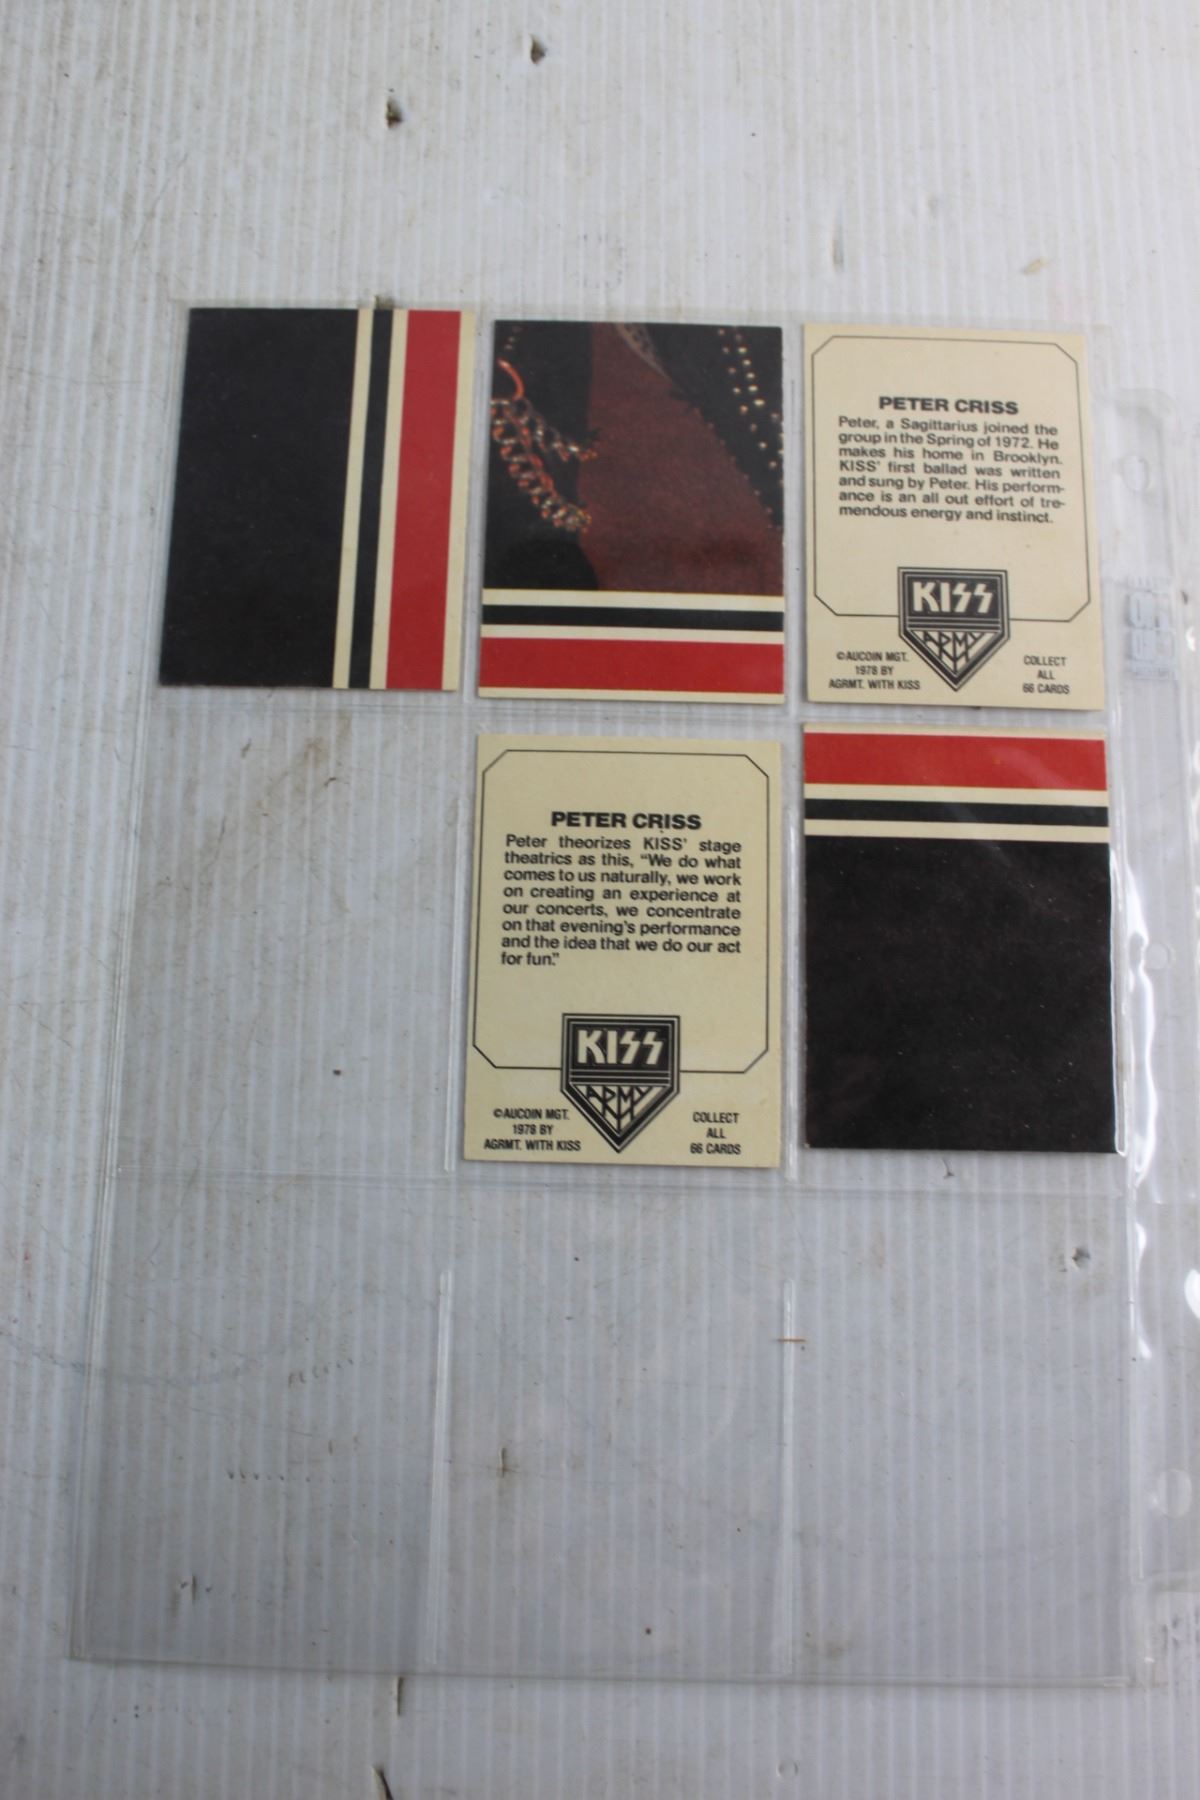 PETER CRISS
Peter, a Sagittarius joined the
group in the Spring of 1972. He
makes his home in Brooklyn.
KISS' first ballad was written
and sung by Peter. His perform-
ance is an all out effort of tre-
mendous energy and instinct.
KISS
ARMY
©AUCOIN MGT.
1978 BY
AGRMT. WITH KISS
COLLECT
ALL
66 CARDS
PETER CRISS
Peter theorizes KISS' stage
theatrics as this, "We do what
comes to us naturally, we work
on creating an experience at
our concerts, we concentrate
on that evening's performance
and the idea that we do our act
for fun."
KISS
ARMY
©AUCOIN MGT.
1978 BY
AGRMT. WITH KISS
COLLECT
ALL
66 CARDS